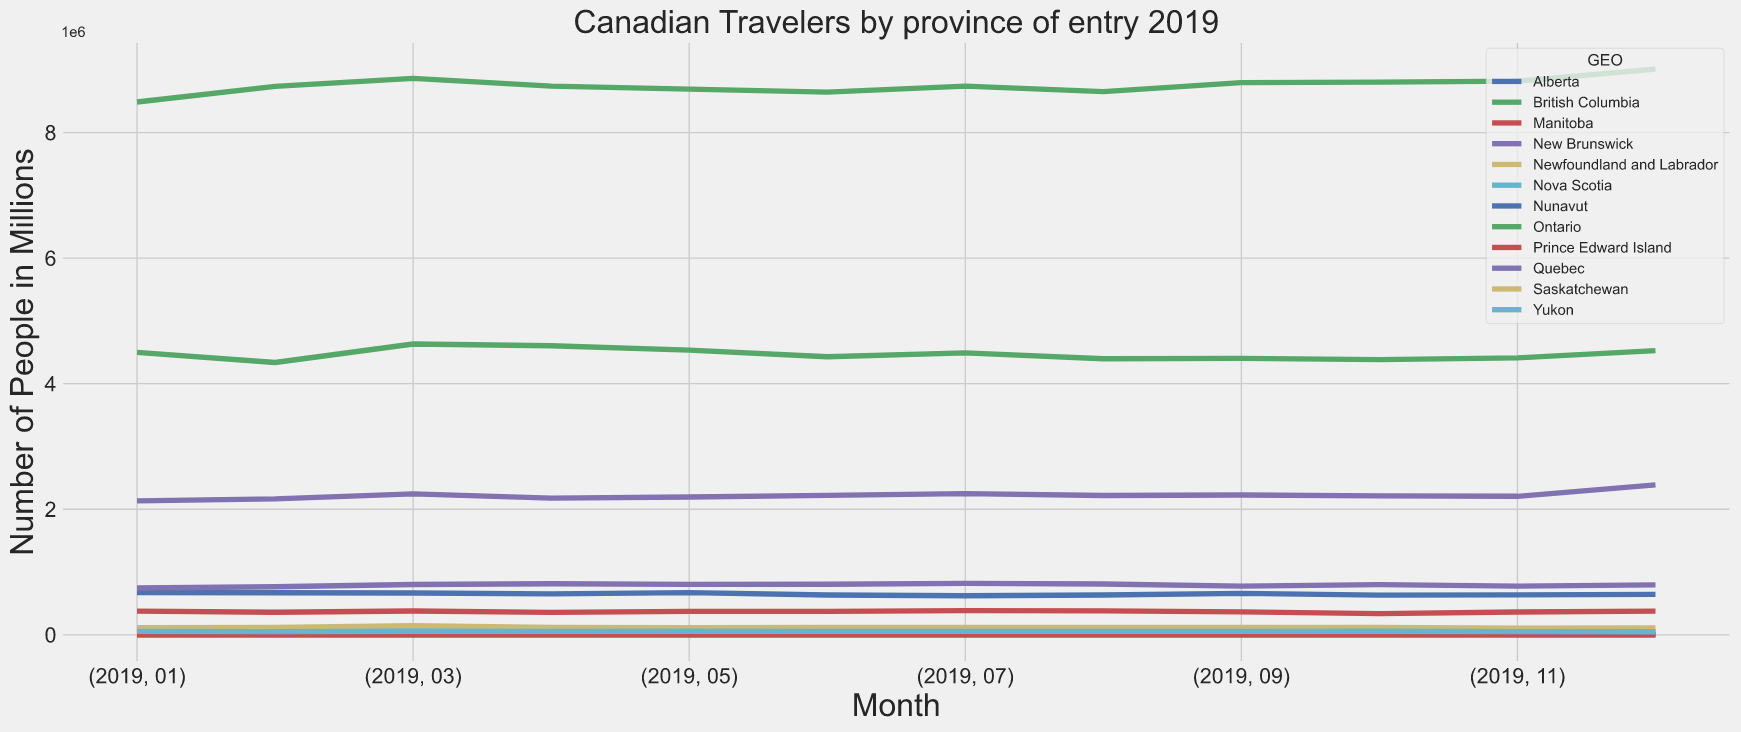 Canadian Travelers by province of entry 2019
1e6
GEO
Alberta
British Columbia
Manitoba
New Brunswick
Newfoundland and Labrador
Nova Scotia
Nunavut
Ontario
Prince Edward Island
Quebec
Saskatchewan
Yukon
Number of People in Millions
8
6
4
2
0
(2019, 01)
(2019, 03)
(2019, 05)
(2019, 07)
(2019, 09)
(2019, 11)
Month